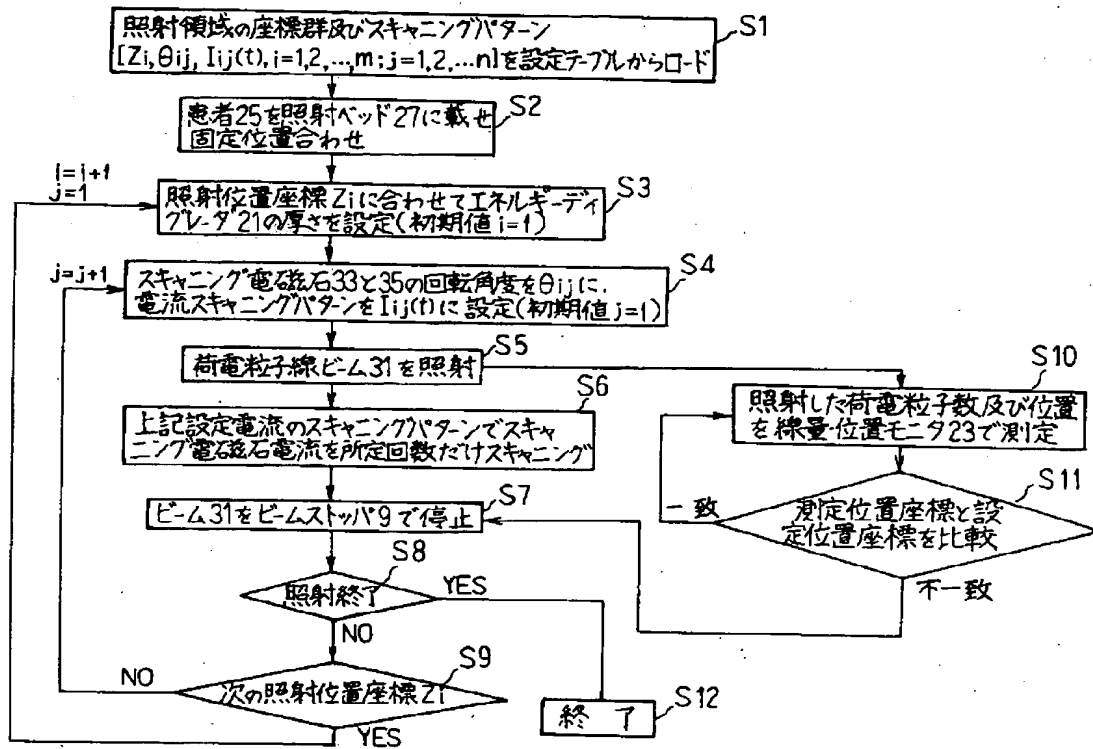 S1
照射領域の座標群及びスキャニングパターン
[Zi,θij, Iij(t),i=1,2,…,m;j=1,2,…n]を設定テーブルからロード
S2
患者25を照射ベッド27に載せ
固定位置合わせ
i=i+1
j=1
S3
照射位置座標Ziに合わせてエネルギーディ
グレーダ21の厚さを設定(初期値i=1)
j=j+1
S4
スキャニング電磁石33と35の回転角度をθijに,
電流スキャニングパターンをIij(t)に設定(初期値j=1)
S5
荷電粒子線ビーム31を照射
S10
照射した荷電粒子数及び位置
を線量・位置モニタ23で測定
S6
上記設定電流のスキャニングパターンでスキャ
ニング電磁石電流を所定回数だけスキャニング
S11
一致
測定位置座標と設
定位置座標を比較
不一致
S7
ビーム31をビームストッパ9で停止
S8
照射終了
YES
NO
S9
NO
次の照射位置座標Zi
YES
S12
終了